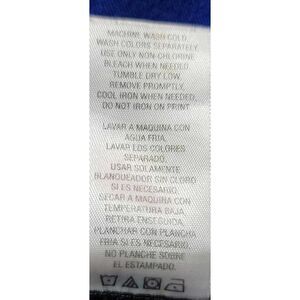 MACHINE WASH COLD.
WASH COLORS SEPARATELY.
USE ONLY NON-CHLORINE
BLEACH WHEN NEEDED.
TUMBLE DRY LOW.
REMOVE PROMPTLY.
COOL IRON WHEN NEEDED.
DO NOT IRON ON PRINT.
LAVAR A MAQUINA CON
AGUA FRIA.
LAVAR LOS COLORES
SEPARADO.
USAR SOLAMENTE
BLANQUEADOR SIN CLORO
SI ES NECESARIO.
SECAR A MAQUINA CON
TEMPERATURA BAJA.
RETIRA ENSEGUIDA.
PLANCHAR CON PLANCHA
FRIA SI ES NECESARIO.
NO PLANCHE SOBRE
EL ESTAMPADO.